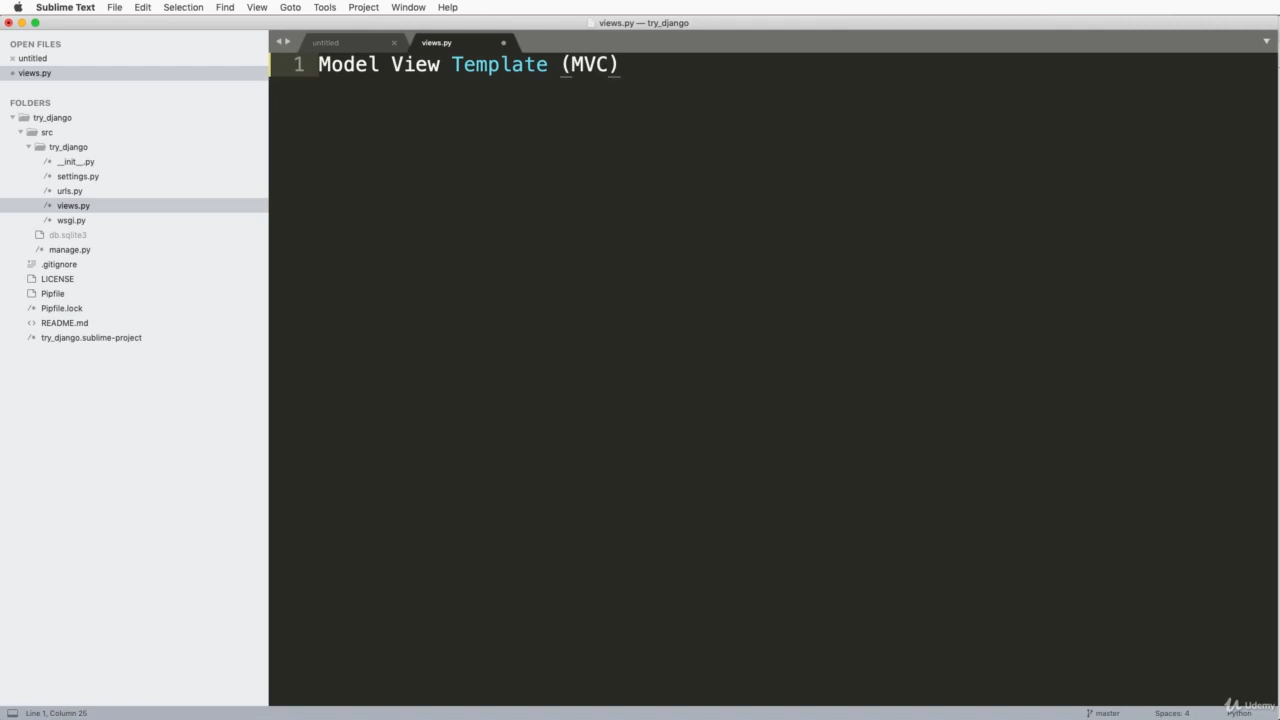 Sublime Text File Edit Selection Find View Goto Tools Project Window Help
views.py — try_django
OPEN FILES
untitled
views.py
FOLDERS
try_django
src
try_django
__init__.py
settings.py
urls.py
views.py
wsgi.py
db.sqlite3
manage.py
.gitignore
LICENSE
Pipfile
Pipfile.lock
README.md
try_django.sublime-project
untitled views.py
1 Model View Template (MVC)
Line 1, Column 25 master Spaces: 4 Python
Udemy